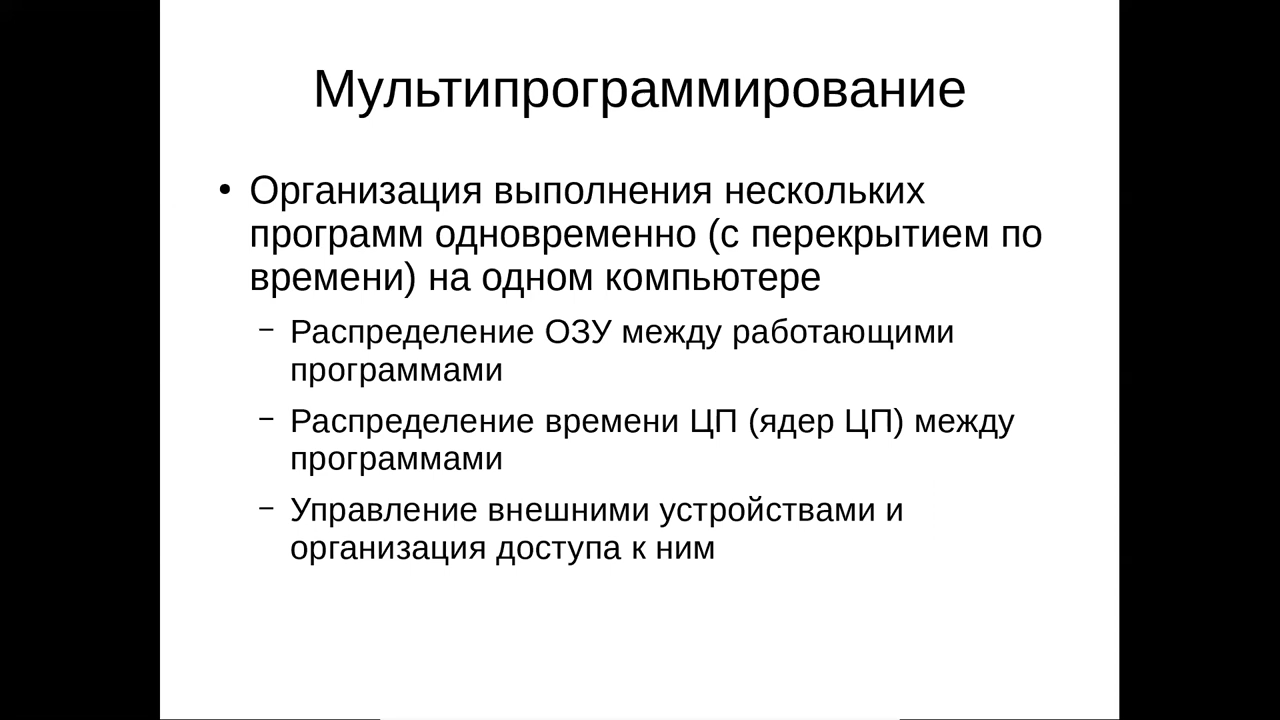 Мультипрограммирование
• Организация выполнения нескольких
программ одновременно (с перекрытием по
времени) на одном компьютере
– Распределение ОЗУ между работающими
программами
– Распределение времени ЦП (ядер ЦП) между
программами
– Управление внешними устройствами и
организация доступа к ним